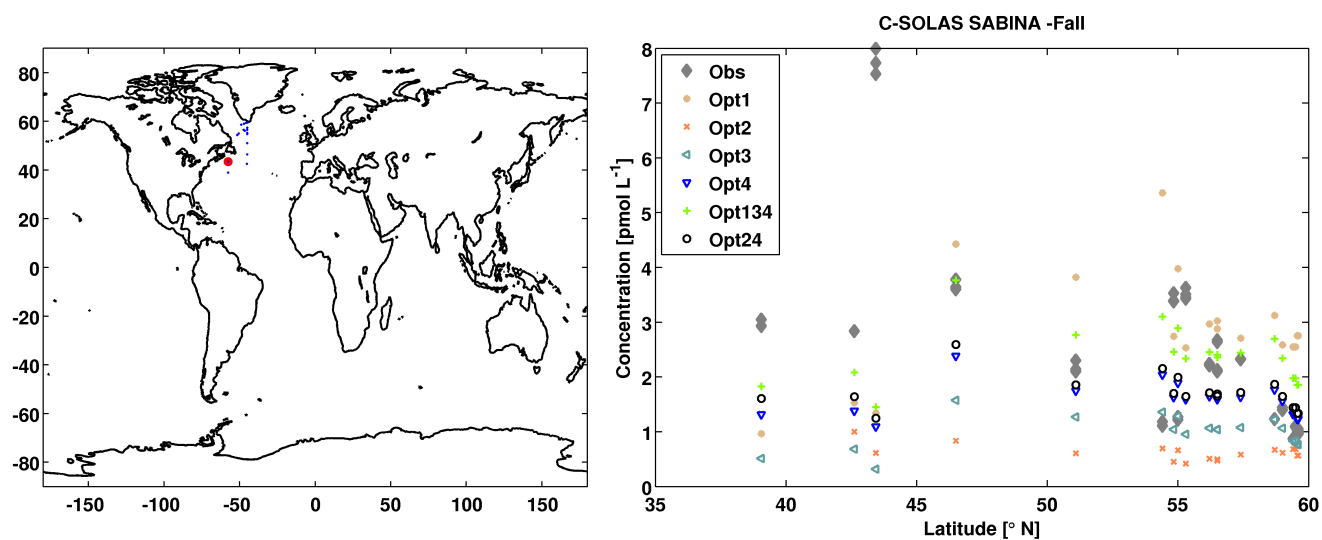 C-SOLAS SABINA -Fall
80
60
40
20
0
-20
-40
-60
-80
-150 -100 -50 0 50 100 150
8
7
6
5
4
3
2
1
0
Concentration [pmol L-1]
Obs
Opt1
Opt2
Opt3
Opt4
Opt134
Opt24
35 40 45 50 55 60
Latitude [° N]